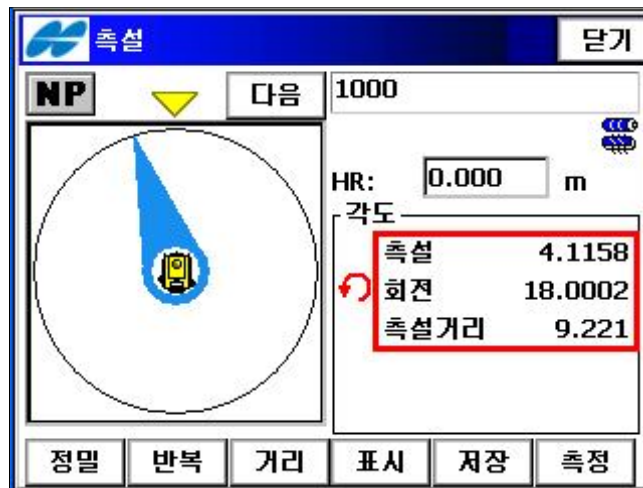 측설
닫기
NP
다음
1000
HR: 0.000 m
각도
측설 4.1158
회전 18.0002
측설거리 9.221
정밀 반복 거리 표시 저장 측정